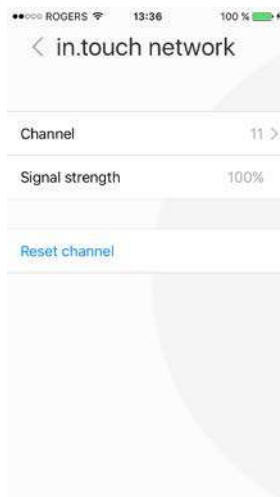 ROGERS 13:36 100 %
< in.touch network
Channel 11 >
Signal strength 100%
Reset channel